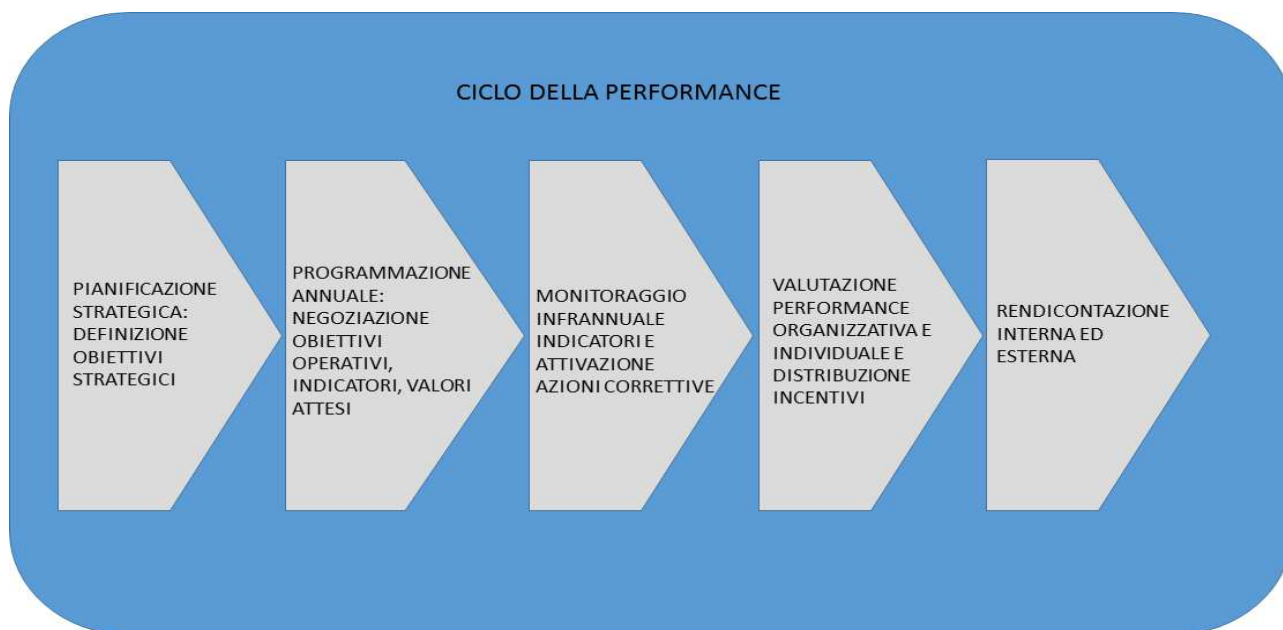 CICLO DELLA PERFORMANCE
PIANIFICAZIONE
STRATEGICA:
DEFINIZIONE
OBIETTIVI
STRATEGICI
PROGRAMMAZIONE
ANNUALE:
NEGOZIAZIONE
OBIETTIVI
OPERATIVI,
INDICATORI, VALORI
ATTESI
MONITORAGGIO
INFRANNUALE
INDICATORI E
ATTIVAZIONE
AZIONI CORRETTIVE
VALUTAZIONE
PERFORMANCE
ORGANIZZATIVA E
INDIVIDUALE E
DISTRIBUZIONE
INCENTIVI
RENDICONTAZIONE
INTERNA ED
ESTERNA